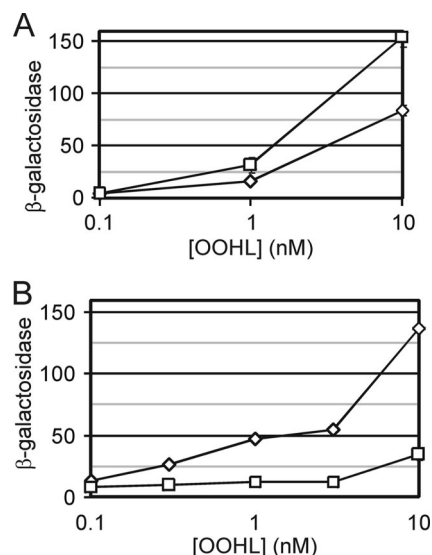 A
150
100
50
0
β-galactosidase
0.1 1 10
[OOHL] (nM)
B
150
100
50
0
β-galactosidase
0.1 1 10
[OOHL] (nM)